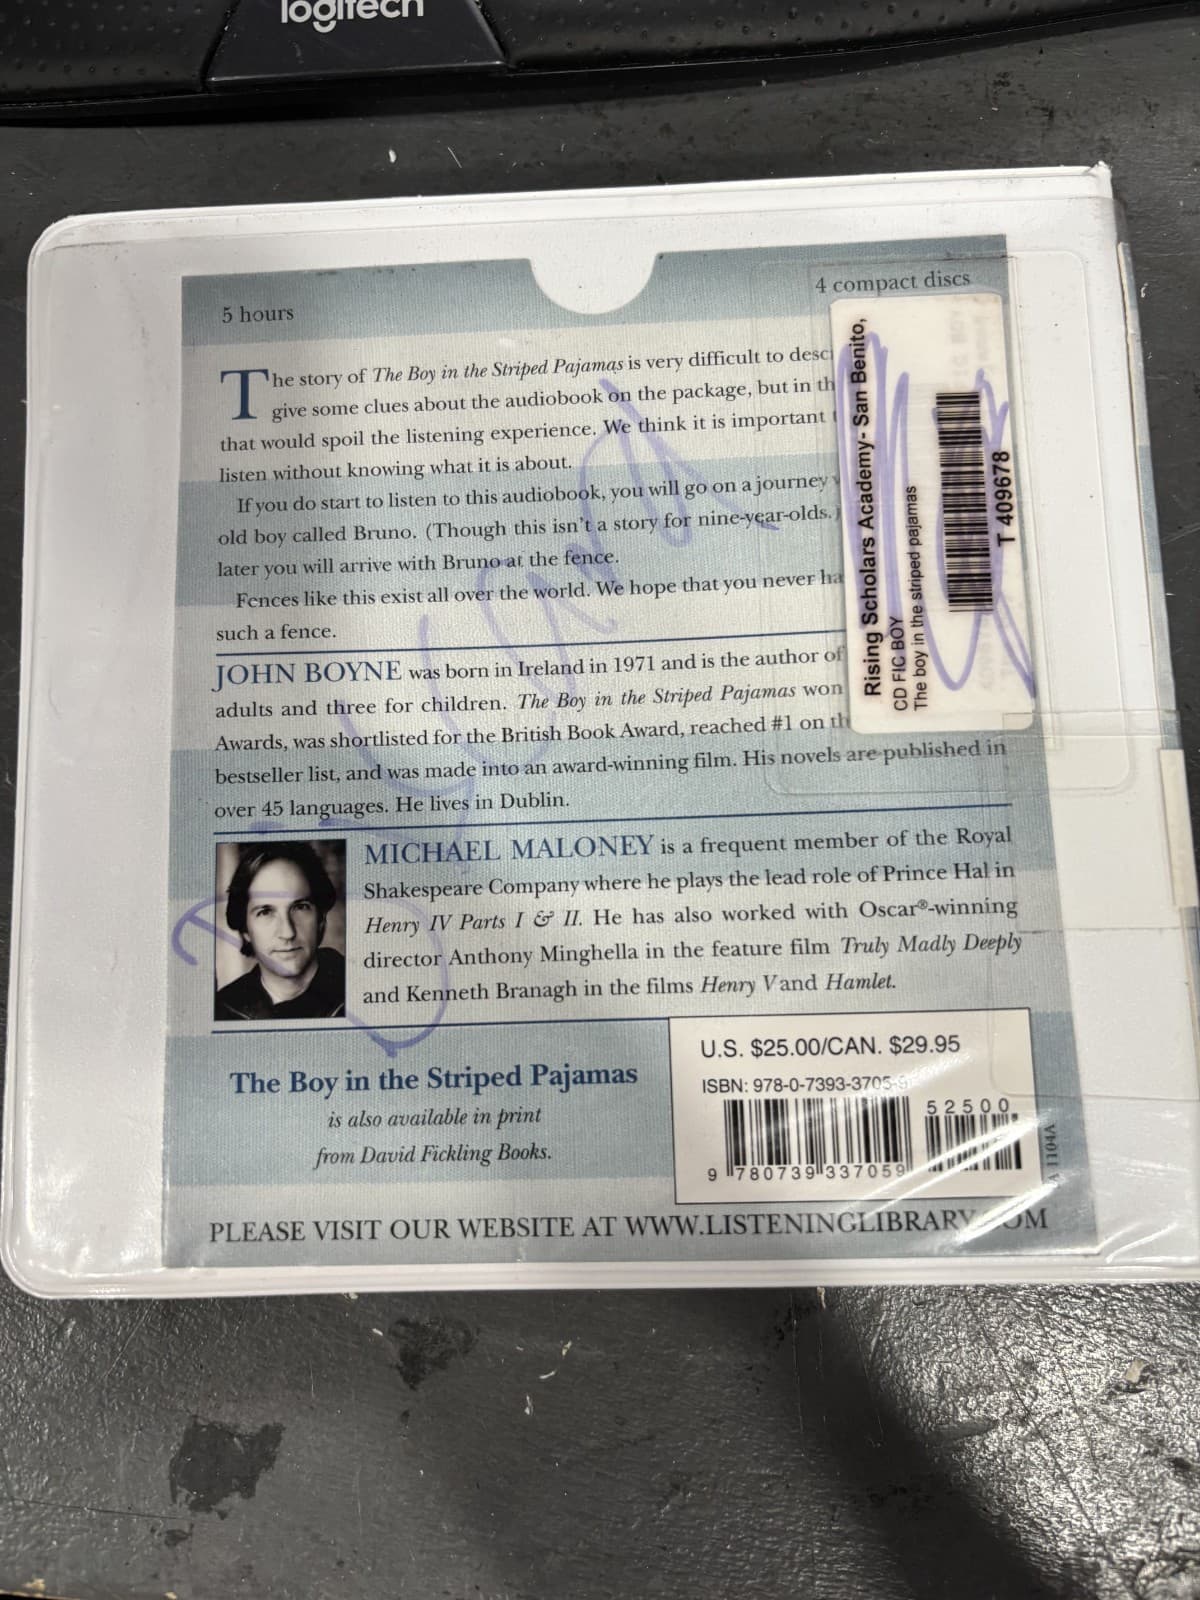 logitech
5 hours
4 compact discs
The story of The Boy in the Striped Pajamas is very difficult to
give some clues about the audiobook on the package, but in
that would spoil the listening experience. We think it is important
listen without knowing what it is about.
If you do start to listen to this audiobook, you will go on a journey
old boy called Bruno. (Though this isn't a story for nine-year-olds.
later you will arrive with Bruno at the fence.
Fences like this exist all over the world. We hope that you never
such a fence.
JOHN BOYNE was born in Ireland in 1971 and is the author of
adults and three for children. The Boy in the Striped Pajamas won
Awards, was shortlisted for the British Book Award, reached #1 on
bestseller list, and was made into an award-winning film. His novels are published in
over 45 languages. He lives in Dublin.
MICHAEL MALONEY is a frequent member of the Royal
Shakespeare Company where he plays the lead role of Prince Hal in
Henry IV Parts I & II. He has also worked with Oscar®-winning
director Anthony Minghella in the feature film Truly Madly Deeply
and Kenneth Branagh in the films Henry V and Hamlet.
The Boy in the Striped Pajamas
is also available in print
from David Fickling Books.
U.S. $25.00/CAN. $29.95
ISBN: 978-0-7393-3705-9
52500
9 780739 337059
A 1104A
PLEASE VISIT OUR WEBSITE AT WWW.LISTENINGLIBRARY.COM
Rising Scholars Academy- San Benito,
CD FIC BOY
The boy in the striped pajamas
T 409678